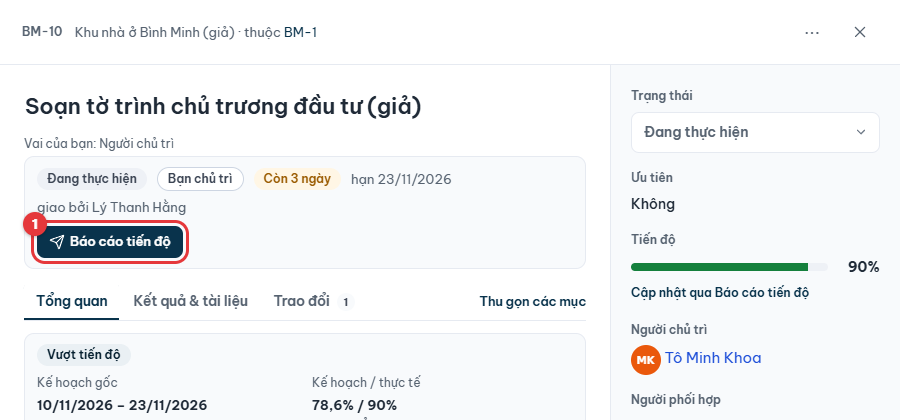 BM-10 Khu nhà ở Bình Minh (giả) · thuộc BM-1
Soạn tờ trình chủ trương đầu tư (giả)
Vai của bạn: Người chủ trì
Đang thực hiện Bạn chủ trì Còn 3 ngày hạn 23/11/2026
giao bởi Lý Thanh Hằng
1
Báo cáo tiến độ
Tổng quan Kết quả & tài liệu Trao đổi 1 Thu gọn các mục
Vượt tiến độ
Kế hoạch gốc Kế hoạch / thực tế
10/11/2026 – 23/11/2026 78,6% / 90%
Trạng thái
Đang thực hiện
Ưu tiên
Không
Tiến độ
90%
Cập nhật qua Báo cáo tiến độ
Người chủ trì
MK Tô Minh Khoa
Người phối hợp